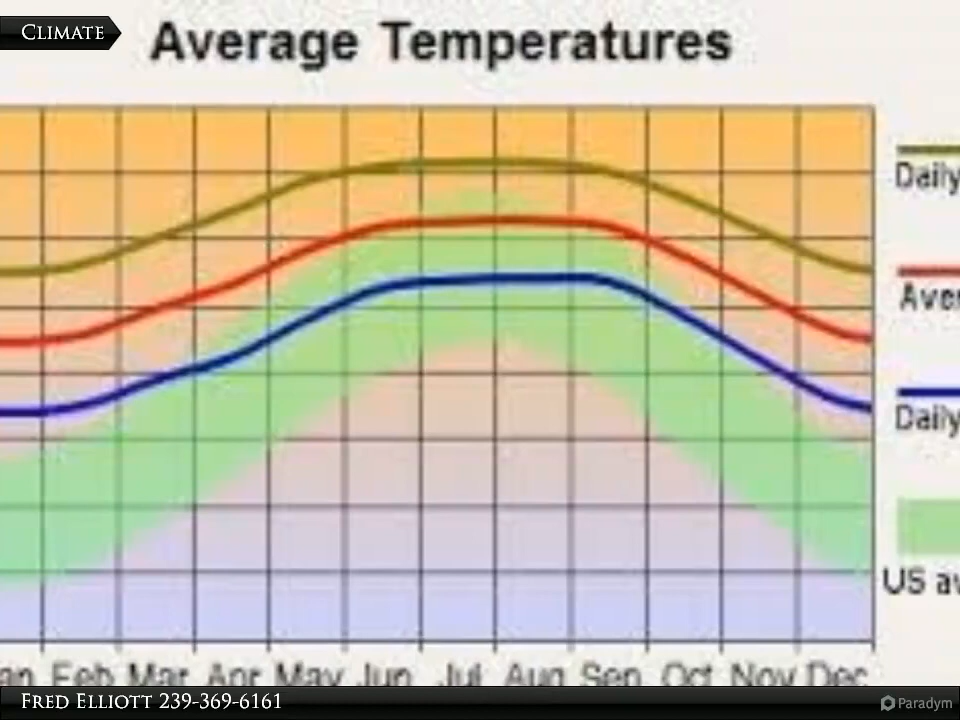 CLIMATE
Average Temperatures
Daily
Aver
Daily
US av
an Feb Mar Apr May Jun Jul Aug Sep Oct Nov Dec
FRED ELLIOTT 239-369-6161
Paradym